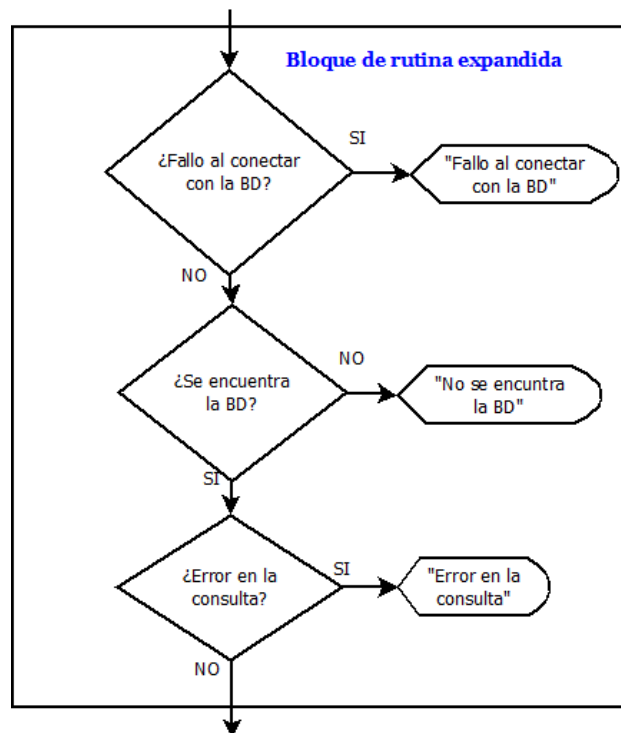 Bloque de rutina expandida
¿Fallo al conectar
con la BD?
SI
"Fallo al conectar
con la BD"
NO
¿Se encuentra
la BD?
NO
"No se encuntra
la BD"
SI
¿Error en la
consulta?
SI
"Error en la
consulta"
NO